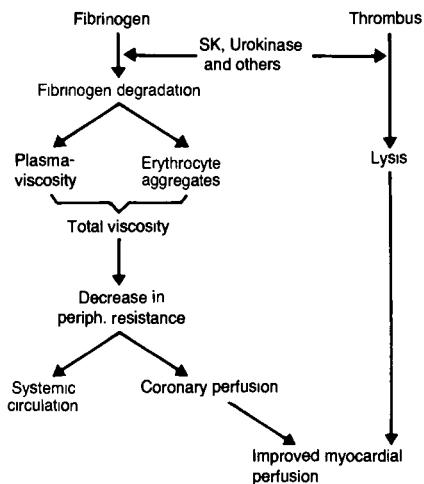 Fibrinogen
Thrombus
SK, Urokinase
and others
Fibrinogen degradation
Plasma-
viscosity
Erythrocyte
aggregates
Lysis
Total viscosity
Decrease in
periph. resistance
Systemic
circulation
Coronary perfusion
Improved myocardial
perfusion